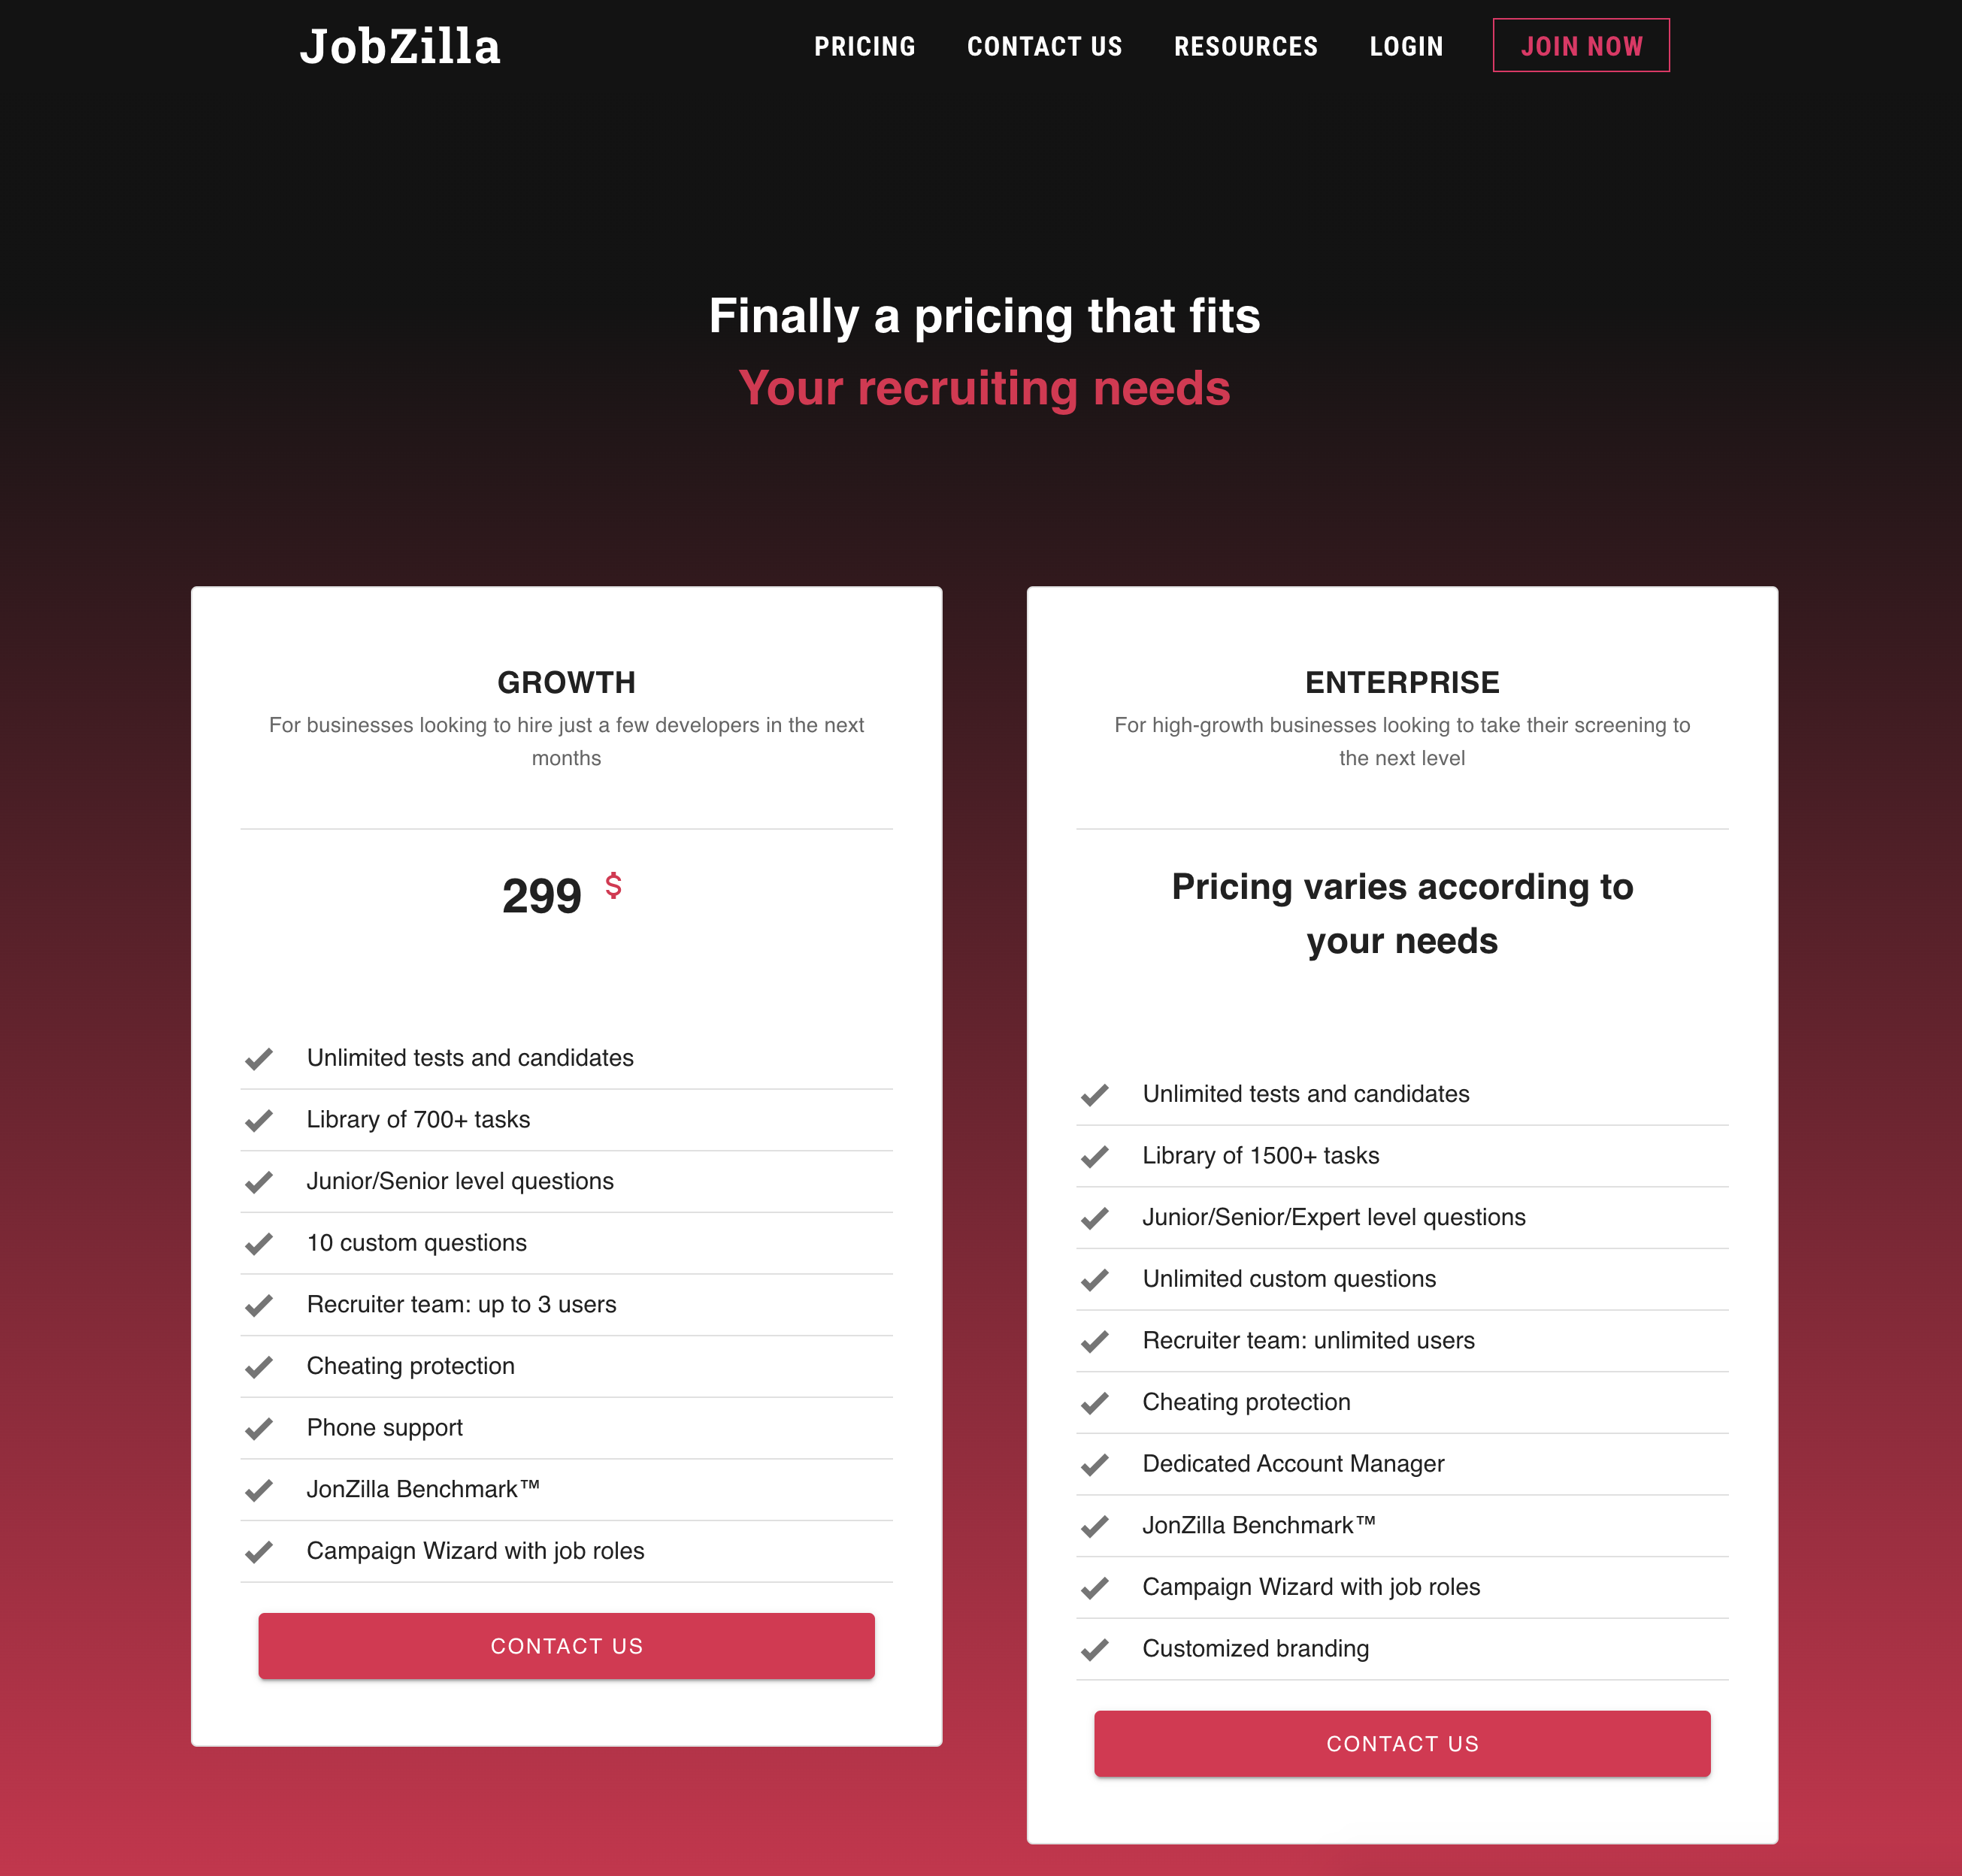 JobZilla
PRICING
CONTACT US
RESOURCES
LOGIN
JOIN NOW
Finally a pricing that fits
Your recruiting needs
GROWTH
For businesses looking to hire just a few developers in the next
months
299 $
Unlimited tests and candidates
Library of 700+ tasks
Junior/Senior level questions
10 custom questions
Recruiter team: up to 3 users
Cheating protection
Phone support
JonZilla Benchmark™
Campaign Wizard with job roles
CONTACT US
ENTERPRISE
For high-growth businesses looking to take their screening to
the next level
Pricing varies according to
your needs
Unlimited tests and candidates
Library of 1500+ tasks
Junior/Senior/Expert level questions
Unlimited custom questions
Recruiter team: unlimited users
Cheating protection
Dedicated Account Manager
JonZilla Benchmark™
Campaign Wizard with job roles
Customized branding
CONTACT US